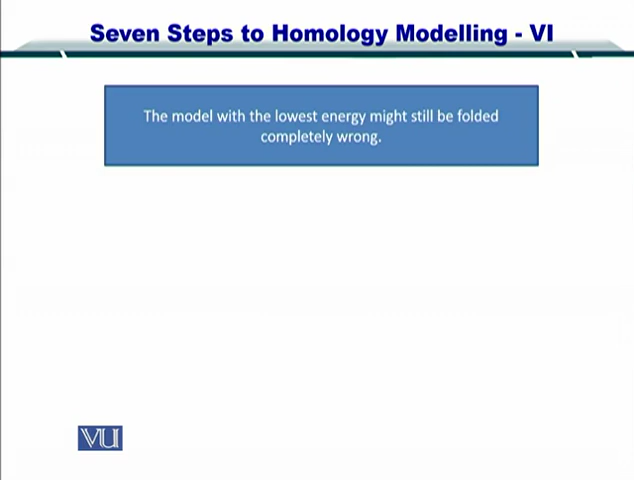 Seven Steps to Homology Modelling - VI
The model with the lowest energy might still be folded
completely wrong.
VU